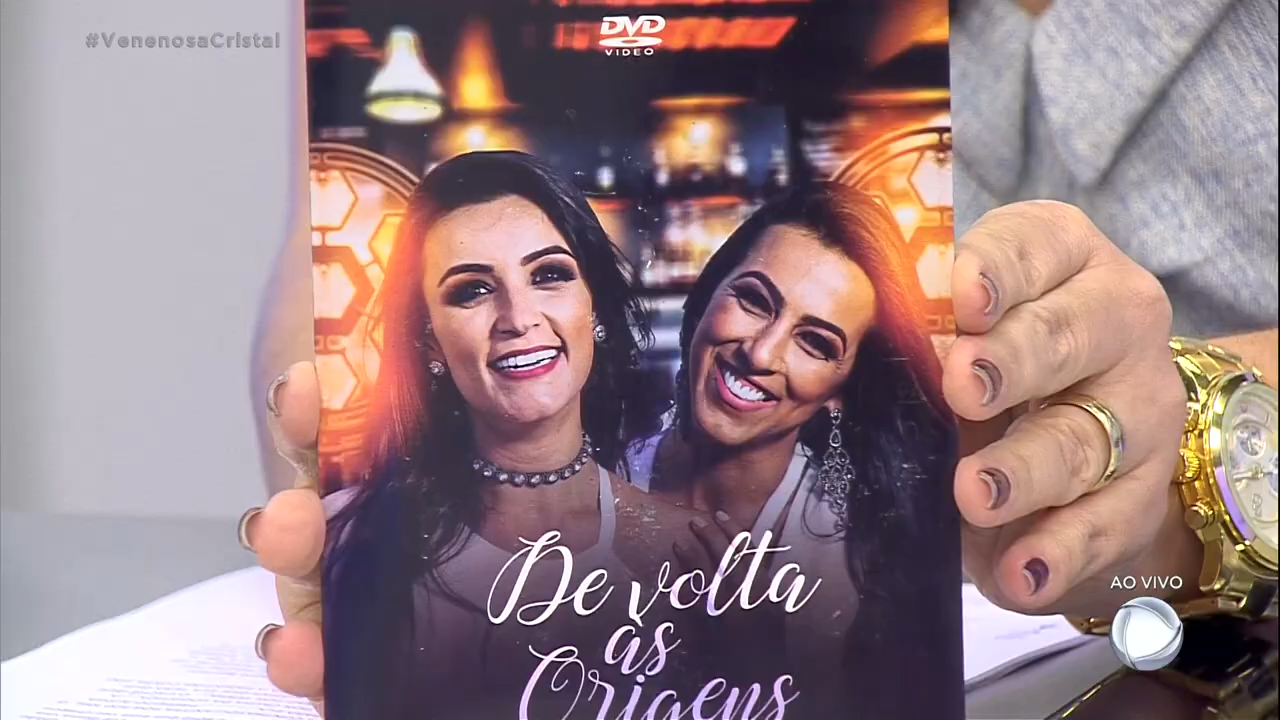 #VenenosaCristal
DVD
VIDEO
De volta
às
Origens
AO VIVO